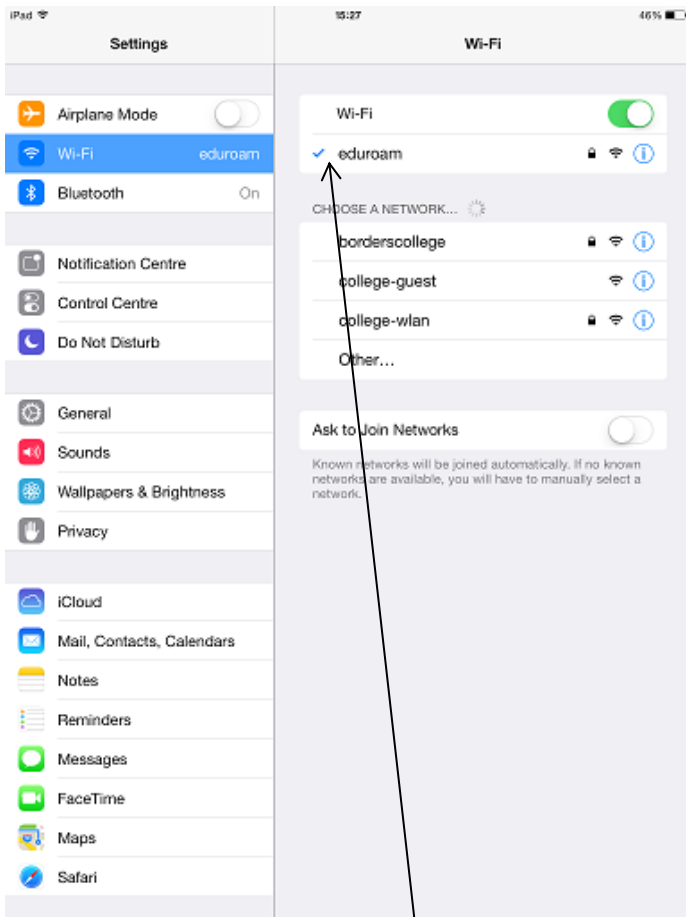 iPad 15:27 46%
Settings
Wi-Fi
Airplane Mode
Wi-Fi eduroam
Bluetooth On
Notification Centre
Control Centre
Do Not Disturb
General
Sounds
Wallpapers & Brightness
Privacy
iCloud
Mail, Contacts, Calendars
Notes
Reminders
Messages
FaceTime
Maps
Safari
Wi-Fi
eduroam
CHOOSE A NETWORK...
borderscollege
college-guest
college-wlan
Other...
Ask to Join Networks
Known networks will be joined automatically. If no known
networks are available, you will have to manually select a
network.